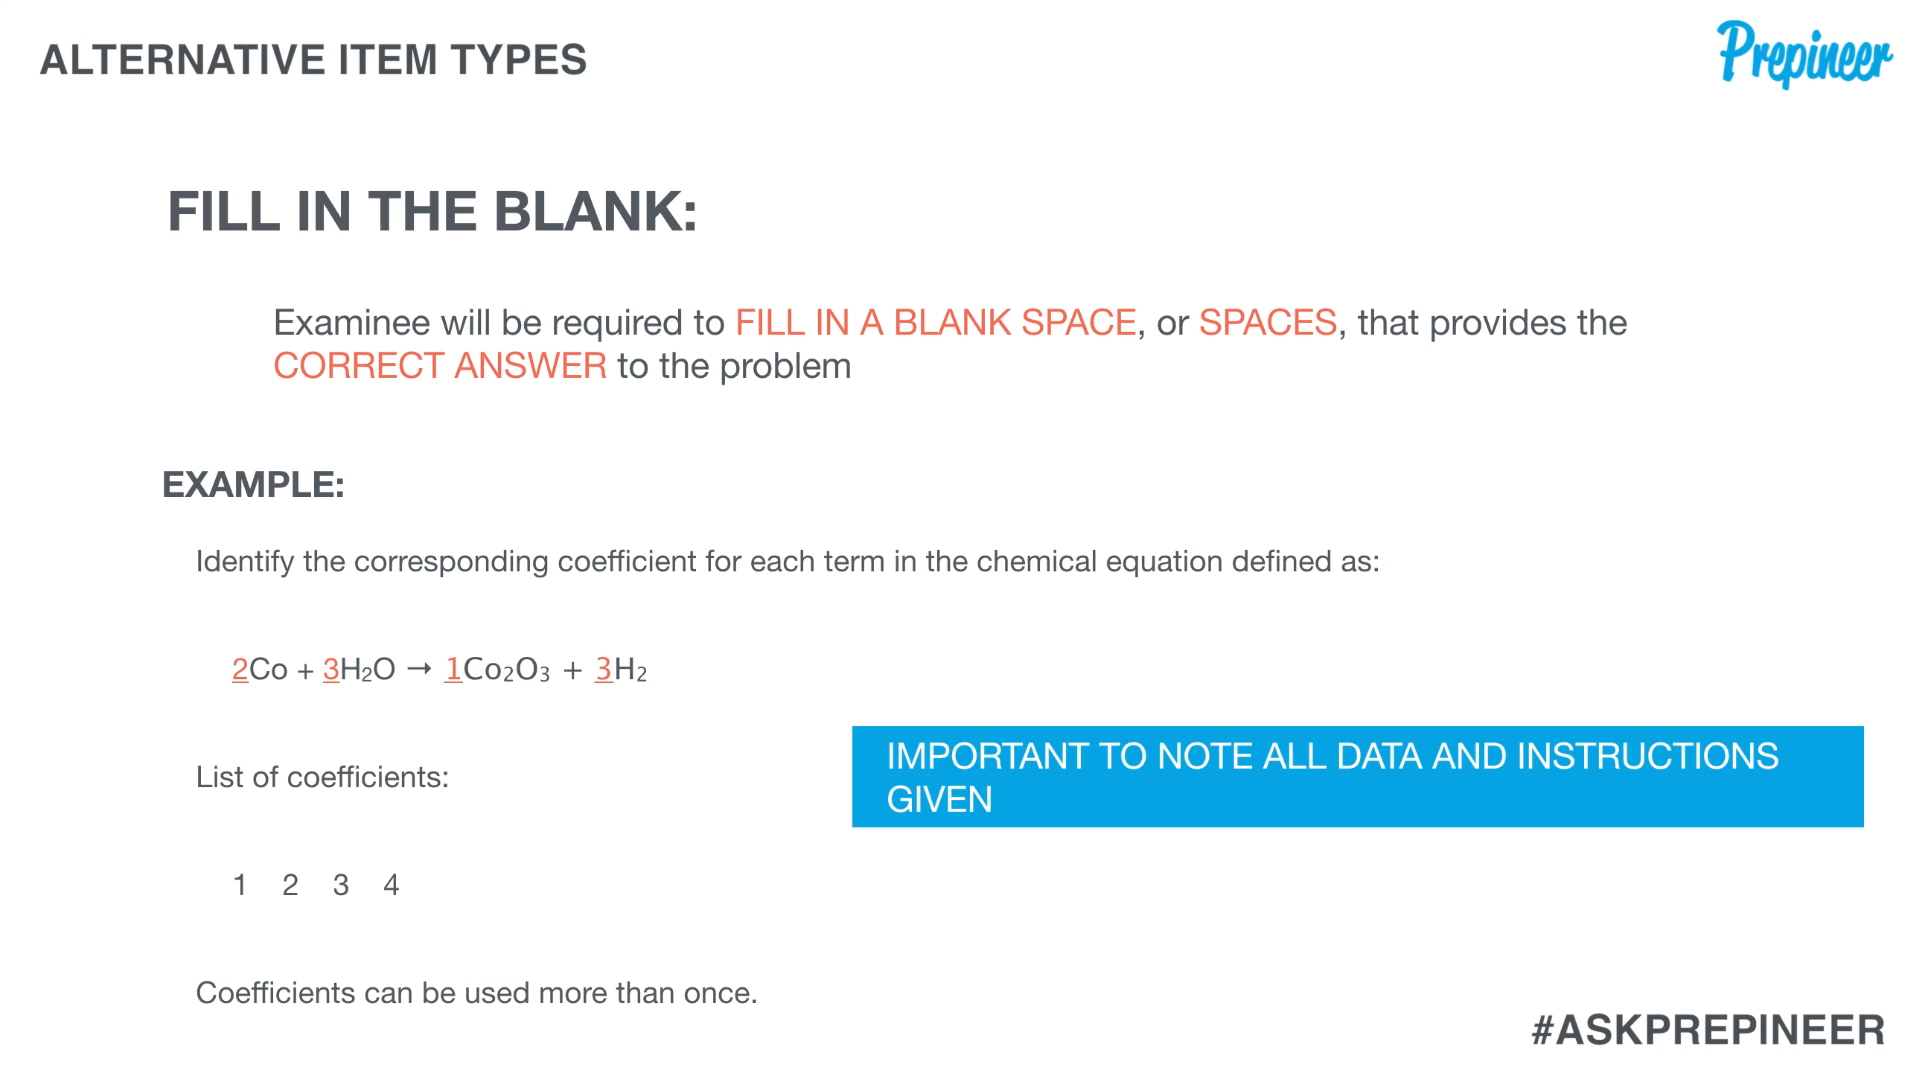 ALTERNATIVE ITEM TYPES
Prepineer
FILL IN THE BLANK:
Examinee will be required to FILL IN A BLANK SPACE, or SPACES, that provides the
CORRECT ANSWER to the problem
EXAMPLE:
Identify the corresponding coefficient for each term in the chemical equation defined as:
2Co + 3H₂O → 1Co₂O₃ + 3H₂
IMPORTANT TO NOTE ALL DATA AND INSTRUCTIONS
GIVEN
List of coefficients:
1 2 3 4
Coefficients can be used more than once.
#ASKPREPINEER